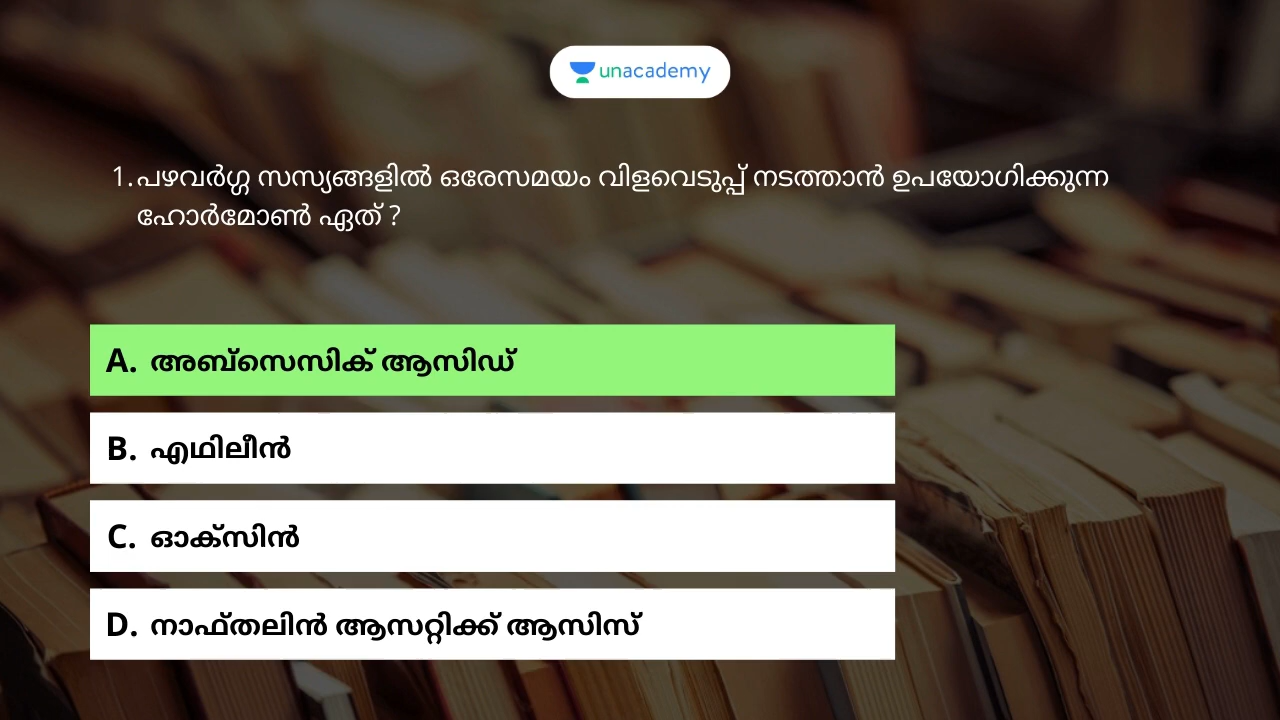 unacademy
1. പഴവർഗ്ഗ സസ്യങ്ങളിൽ ഒരേസമയം വിളവെടുപ്പ് നടത്താൻ ഉപയോഗിക്കുന്ന
ഹോർമോൺ ഏത് ?
A. അബ്സെസിക് ആസിഡ്
B. എഥിലീൻ
C. ഓക്സിൻ
D. നാഫ്തലിൻ ആസറ്റിക്ക് ആസിസ്